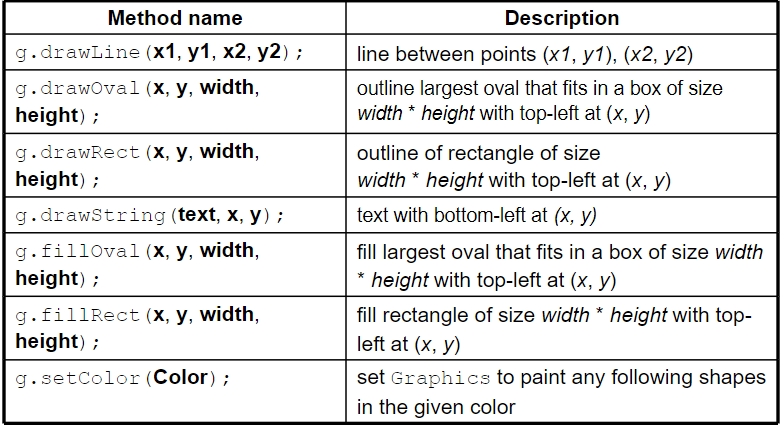 Method name
Description
g.drawLine(x1, y1, x2, y2);
line between points (x1, y1), (x2, y2)
g.drawOval(x, y, width,
height);
outline largest oval that fits in a box of size
width * height with top-left at (x, y)
g.drawRect(x, y, width,
height);
outline of rectangle of size
width * height with top-left at (x, y)
g.drawString(text, x, y);
text with bottom-left at (x, y)
g.fillOval(x, y, width,
height);
fill largest oval that fits in a box of size width
* height with top-left at (x, y)
g.fillRect(x, y, width,
height);
fill rectangle of size width * height with top-
left at (x, y)
g.setColor(Color);
set Graphics to paint any following shapes
in the given color